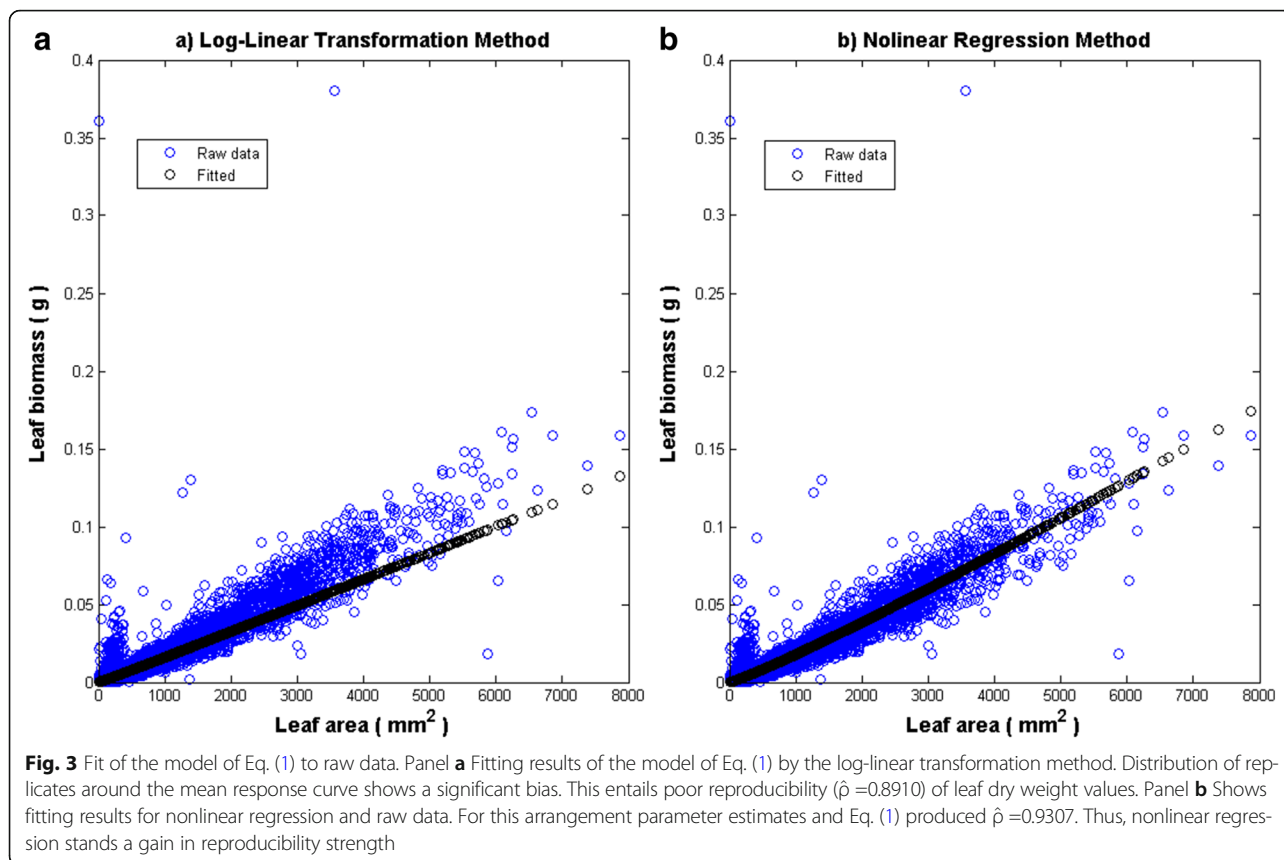 a
a) Log-Linear Transformation Method
0.4
0.35
0.3
0.25
0.2
0.15
0.1
0.05
0
Leaf biomass ( g )
Raw data
Fitted
0 1000 2000 3000 4000 5000 6000 7000 8000
Leaf area ( mm² )
b
b) Nolinear Regression Method
0.4
0.35
0.3
0.25
0.2
0.15
0.1
0.05
0
Leaf biomass ( g )
Raw data
Fitted
0 1000 2000 3000 4000 5000 6000 7000 8000
Leaf area ( mm² )
Fig. 3 Fit of the model of Eq. (1) to raw data. Panel a Fitting results of the model of Eq. (1) by the log-linear transformation method. Distribution of rep-
licates around the mean response curve shows a significant bias. This entails poor reproducibility (ρ̂ =0.8910) of leaf dry weight values. Panel b Shows
fitting results for nonlinear regression and raw data. For this arrangement parameter estimates and Eq. (1) produced ρ̂ =0.9307. Thus, nonlinear regres-
sion stands a gain in reproducibility strength